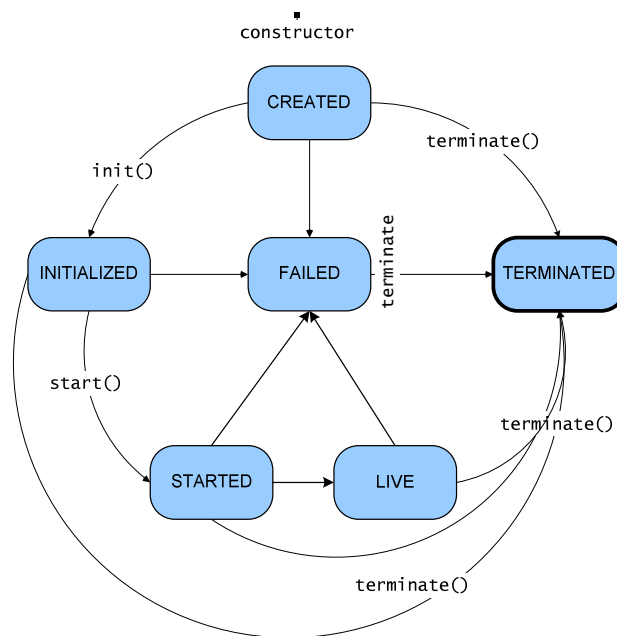 constructor
CREATED
terminate()
init()
terminate
INITIALIZED
FAILED
TERMINATED
start()
terminate()
STARTED
LIVE
terminate()